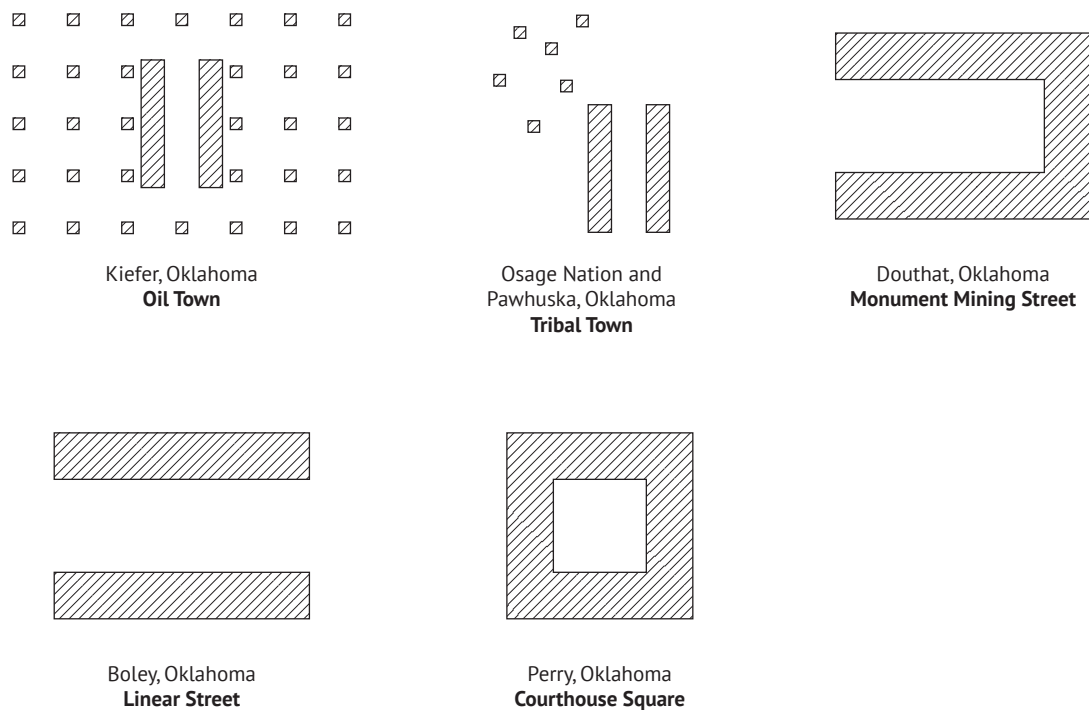 Kiefer, Oklahoma
Oil Town
Osage Nation and
Pawhuska, Oklahoma
Tribal Town
Douthat, Oklahoma
Monument Mining Street
Boley, Oklahoma
Linear Street
Perry, Oklahoma
Courthouse Square